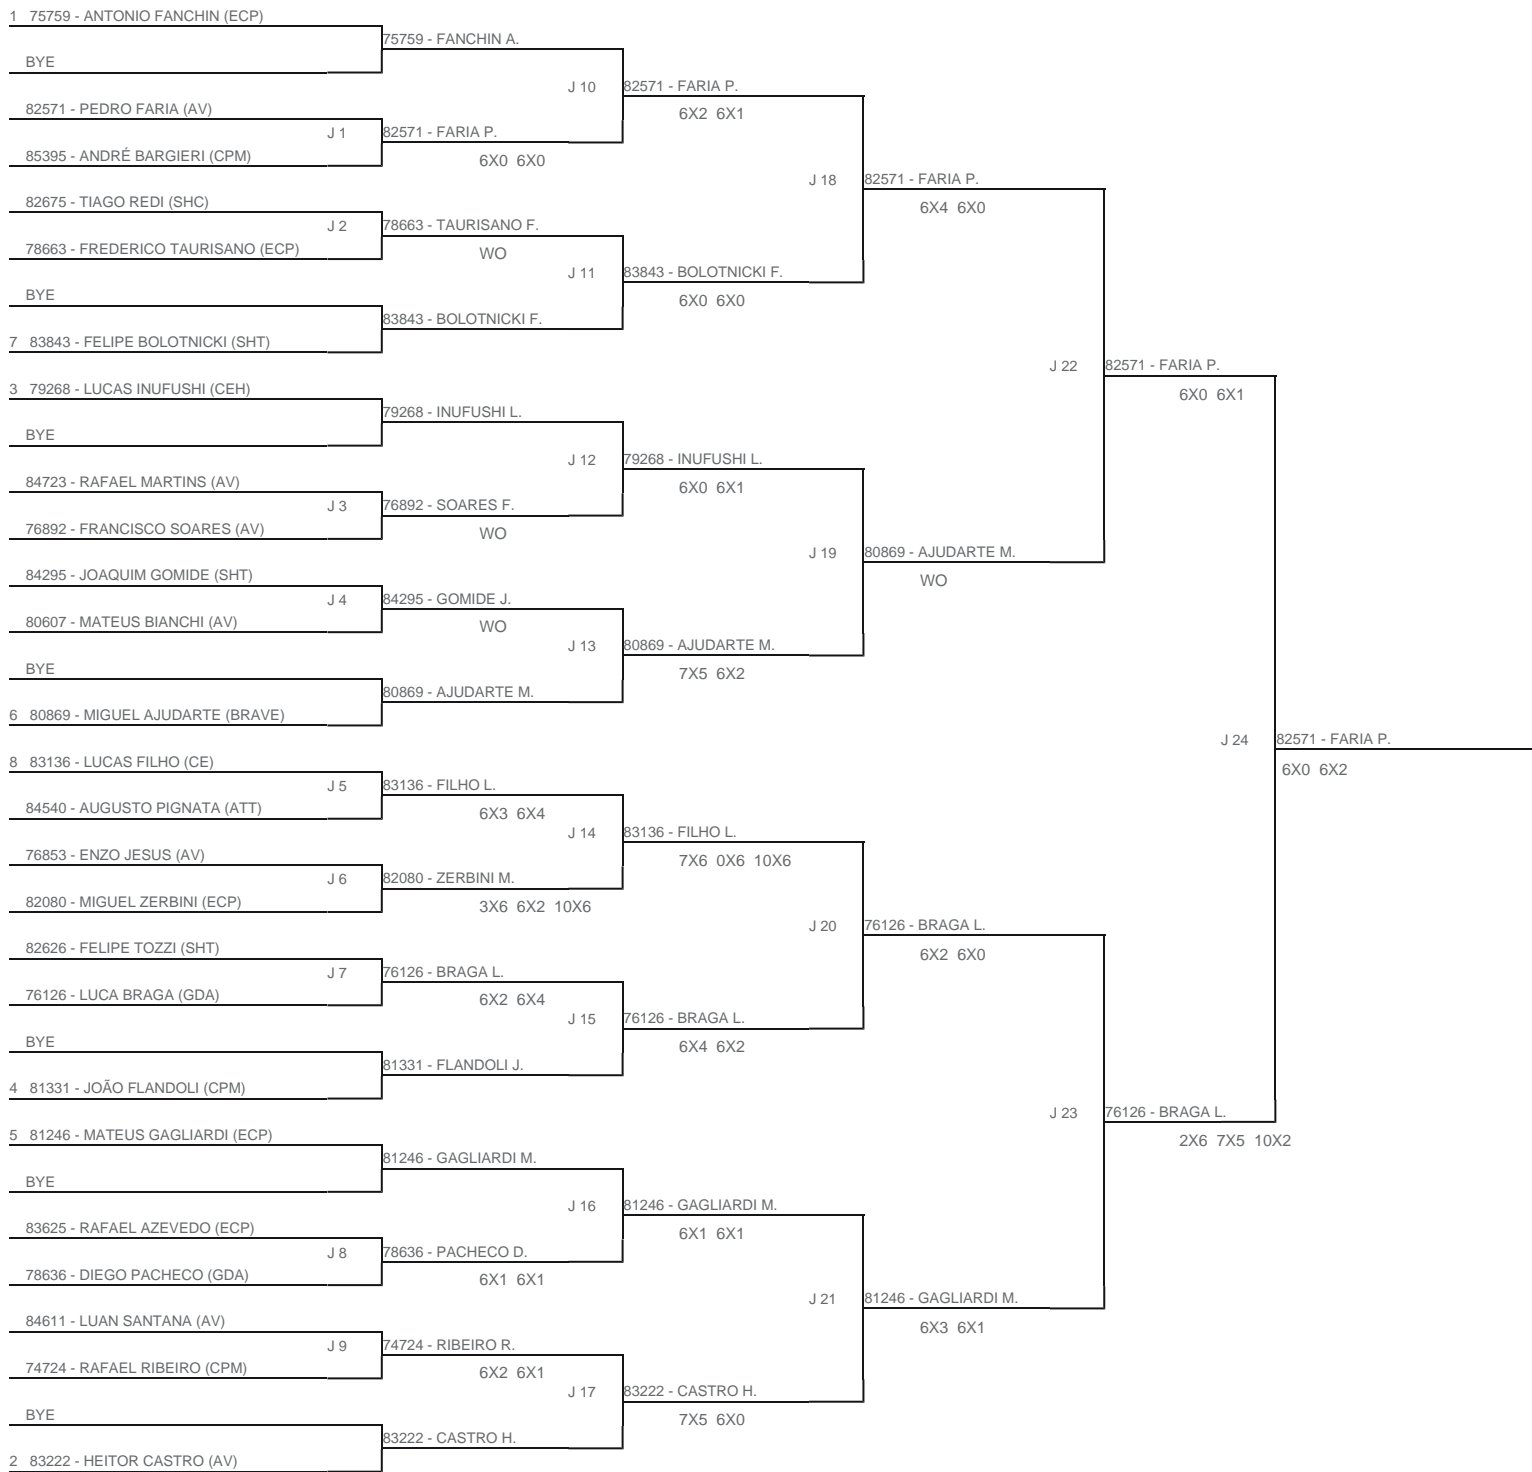 1 75759 - ANTONIO FANCHIN (ECP)
75759 - FANCHIN A.
BYE
J 10
82571 - FARIA P.
6X2 6X1
82571 - PEDRO FARIA (AV)
J 1
82571 - FARIA P.
85395 - ANDRÉ BARGIERI (CPM)
6X0 6X0
J 18
82571 - FARIA P.
6X4 6X0
82675 - TIAGO REDI (SHC)
J 2
78663 - TAURISANO F.
78663 - FREDERICO TAURISANO (ECP)
WO
J 11
83843 - BOLOTNICKI F.
6X0 6X0
BYE
83843 - BOLOTNICKI F.
7 83843 - FELIPE BOLOTNICKI (SHT)
J 22
82571 - FARIA P.
6X0 6X1
3 79268 - LUCAS INUFUSHI (CEH)
79268 - INUFUSHI L.
BYE
J 12
79268 - INUFUSHI L.
6X0 6X1
84723 - RAFAEL MARTINS (AV)
J 3
76892 - SOARES F.
76892 - FRANCISCO SOARES (AV)
WO
J 19
80869 - AJUDARTE M.
WO
84295 - JOAQUIM GOMIDE (SHT)
J 4
84295 - GOMIDE J.
80607 - MATEUS BIANCHI (AV)
WO
J 13
80869 - AJUDARTE M.
7X5 6X2
BYE
80869 - AJUDARTE M.
6 80869 - MIGUEL AJUDARTE (BRAVE)
J 24
82571 - FARIA P.
6X0 6X2
8 83136 - LUCAS FILHO (CE)
J 5
83136 - FILHO L.
84540 - AUGUSTO PIGNATA (ATT)
6X3 6X4
J 14
83136 - FILHO L.
7X6 0X6 10X6
76853 - ENZO JESUS (AV)
J 6
82080 - ZERBINI M.
82080 - MIGUEL ZERBINI (ECP)
3X6 6X2 10X6
J 20
76126 - BRAGA L.
6X2 6X0
82626 - FELIPE TOZZI (SHT)
J 7
76126 - BRAGA L.
76126 - LUCA BRAGA (GDA)
6X2 6X4
J 15
76126 - BRAGA L.
6X4 6X2
BYE
81331 - FLANDOLI J.
4 81331 - JOÃO FLANDOLI (CPM)
J 23
76126 - BRAGA L.
2X6 7X5 10X2
5 81246 - MATEUS GAGLIARDI (ECP)
81246 - GAGLIARDI M.
BYE
J 16
81246 - GAGLIARDI M.
6X1 6X1
83625 - RAFAEL AZEVEDO (ECP)
J 8
78636 - PACHECO D.
78636 - DIEGO PACHECO (GDA)
6X1 6X1
J 21
81246 - GAGLIARDI M.
6X3 6X1
84611 - LUAN SANTANA (AV)
J 9
74724 - RIBEIRO R.
74724 - RAFAEL RIBEIRO (CPM)
6X2 6X1
J 17
83222 - CASTRO H.
7X5 6X0
BYE
83222 - CASTRO H.
2 83222 - HEITOR CASTRO (AV)